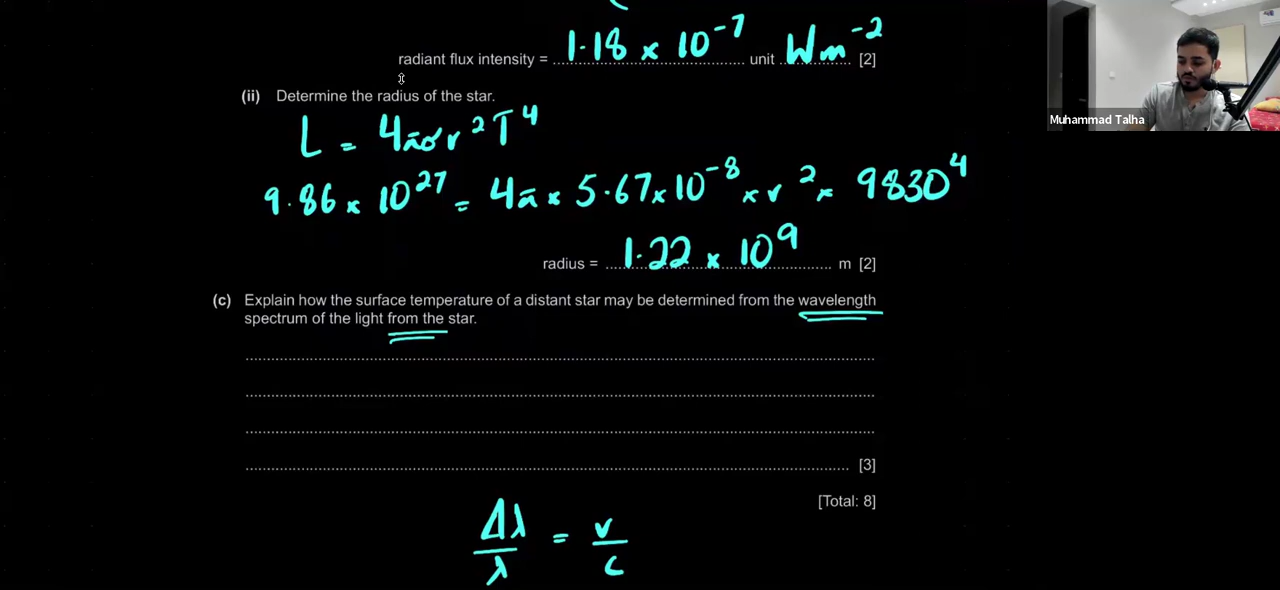 radiant flux intensity = 1.18 × 10⁻⁷ unit Wm⁻² [2]
Muhammad Talha
(ii) Determine the radius of the star.
L = 4πσr²T⁴
9.86 × 10²⁷ = 4π × 5.67 × 10⁻⁸ × r² × 9830⁴
radius = 1.22 × 10⁹ m [2]
(c) Explain how the surface temperature of a distant star may be determined from the wavelength
spectrum of the light from the star.
[3]
[Total: 8]
Δλ/λ = v/c